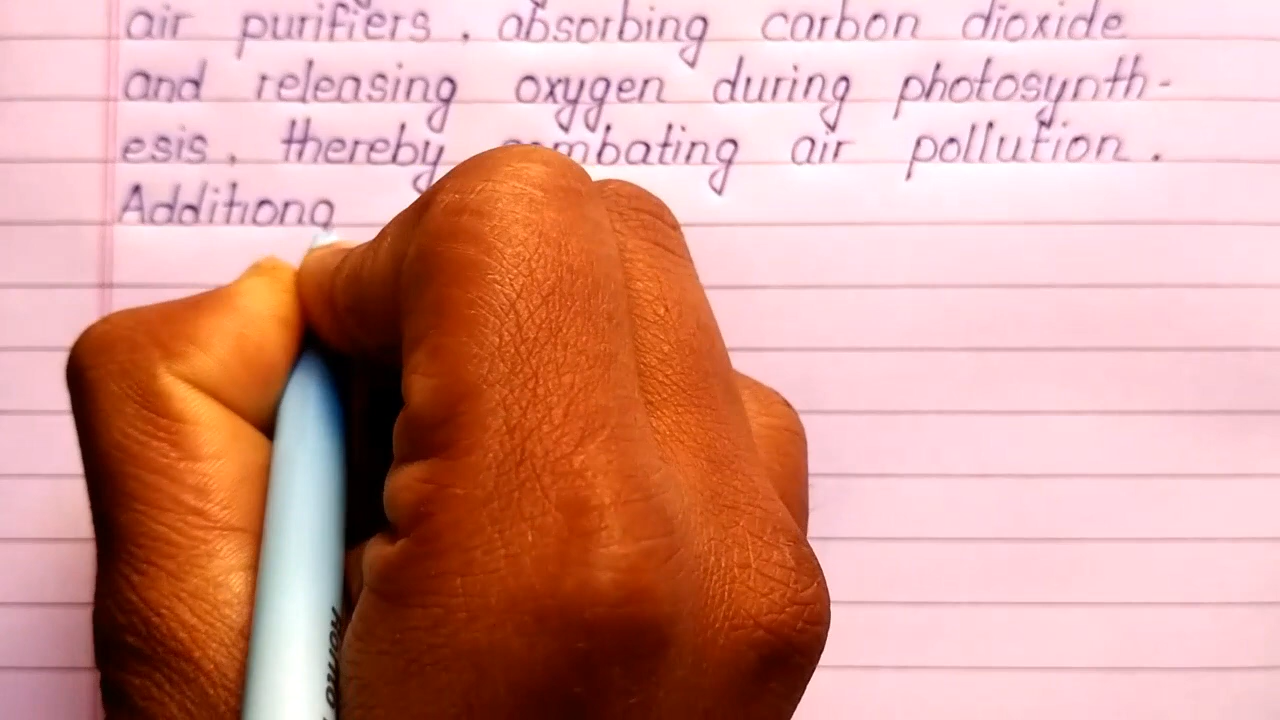 air purifiers, absorbing carbon dioxide
and releasing oxygen during photosynth-
esis, thereby combating air pollution.
Additiona